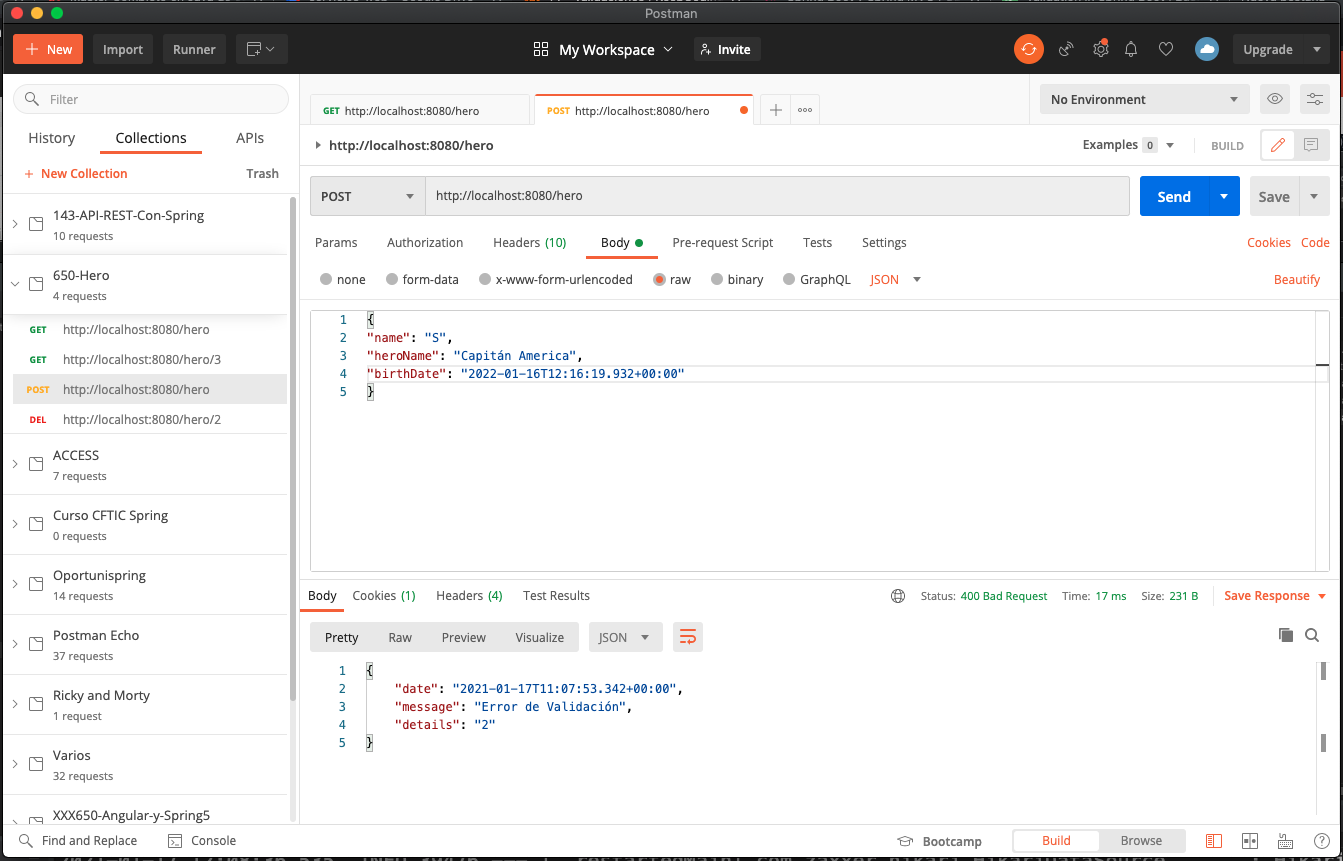 Postman
New
Import
Runner
My Workspace
Invite
Upgrade
Filter
History
Collections
APIs
+ New Collection
Trash
143-API-REST-Con-Spring
10 requests
650-Hero
4 requests
GET http://localhost:8080/hero
GET http://localhost:8080/hero/3
POST http://localhost:8080/hero
DEL http://localhost:8080/hero/2
ACCESS
7 requests
Curso CFTIC Spring
0 requests
Oportunispring
14 requests
Postman Echo
37 requests
Ricky and Morty
1 request
Varios
32 requests
XXX650-Angular-y-Spring5
GET http://localhost:8080/hero
POST http://localhost:8080/hero
No Environment
http://localhost:8080/hero
Examples 0
BUILD
POST
http://localhost:8080/hero
Send
Save
Params
Authorization
Headers (10)
Body
Pre-request Script
Tests
Settings
Cookies
Code
none
form-data
x-www-form-urlencoded
raw
binary
GraphQL
JSON
Beautify
1 {
2 "name": "S",
3 "heroName": "Capitán America",
4 "birthDate": "2022-01-16T12:16:19.932+00:00"
5 }
Body
Cookies (1)
Headers (4)
Test Results
Status: 400 Bad Request
Time: 17 ms
Size: 231 B
Save Response
Pretty
Raw
Preview
Visualize
JSON
1 {
2 "date": "2021-01-17T11:07:53.342+00:00",
3 "message": "Error de Validación",
4 "details": "2"
5 }
Find and Replace
Console
Bootcamp
Build
Browse